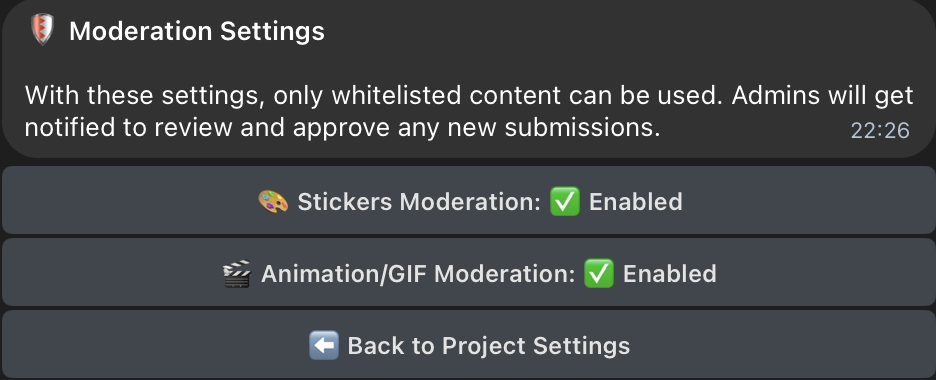 🛡️ Moderation Settings
With these settings, only whitelisted content can be used. Admins will get
notified to review and approve any new submissions.
22:26
🎨 Stickers Moderation: ✅ Enabled
🎬 Animation/GIF Moderation: ✅ Enabled
⬅️ Back to Project Settings